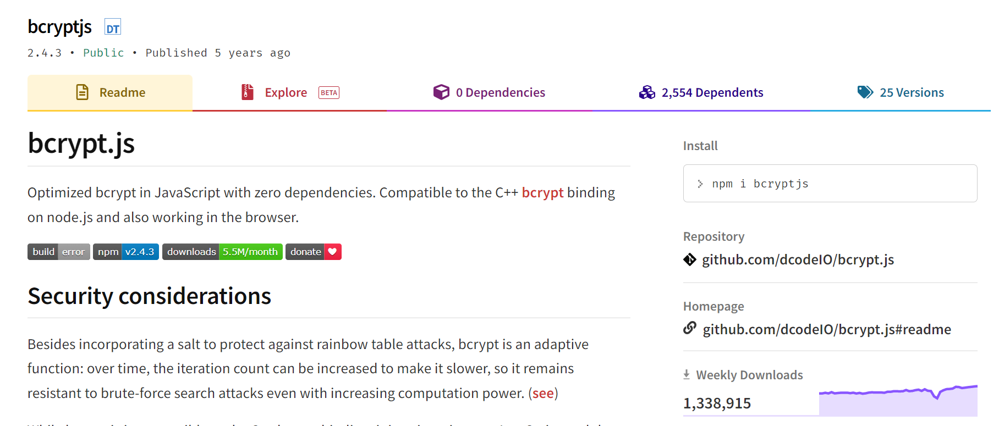 bcryptjs DT
2.4.3 • Public • Published 5 years ago
Readme
Explore BETA
0 Dependencies
2,554 Dependents
25 Versions
bcrypt.js
Optimized bcrypt in JavaScript with zero dependencies. Compatible to the C++ bcrypt binding
on node.js and also working in the browser.
build error npm v2.4.3 downloads 5.5M/month donate ♥
Security considerations
Besides incorporating a salt to protect against rainbow table attacks, bcrypt is an adaptive
function: over time, the iteration count can be increased to make it slower, so it remains
resistant to brute-force search attacks even with increasing computation power. (see)
Install
> npm i bcryptjs
Repository
github.com/dcodeIO/bcrypt.js
Homepage
github.com/dcodeIO/bcrypt.js#readme
Weekly Downloads
1,338,915